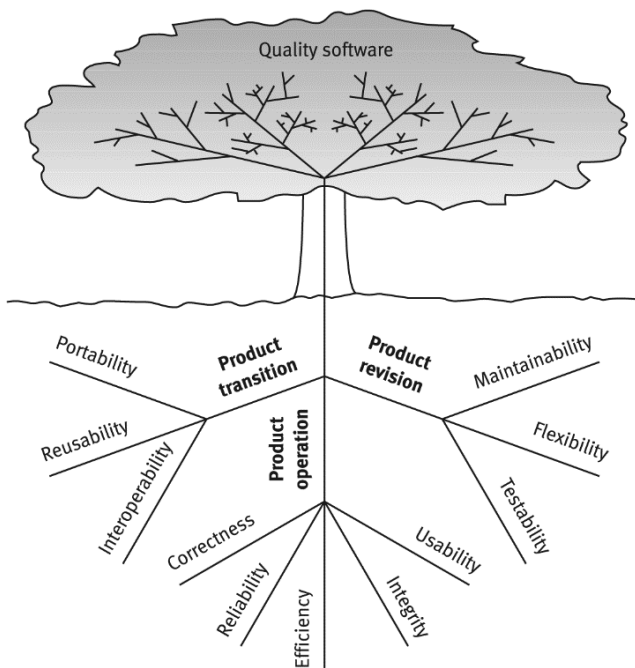 Quality software
Product
transition
Product
revision
Product
operation
Portability
Reusability
Interoperability
Correctness
Reliability
Efficiency
Integrity
Usability
Maintainability
Flexibility
Testability